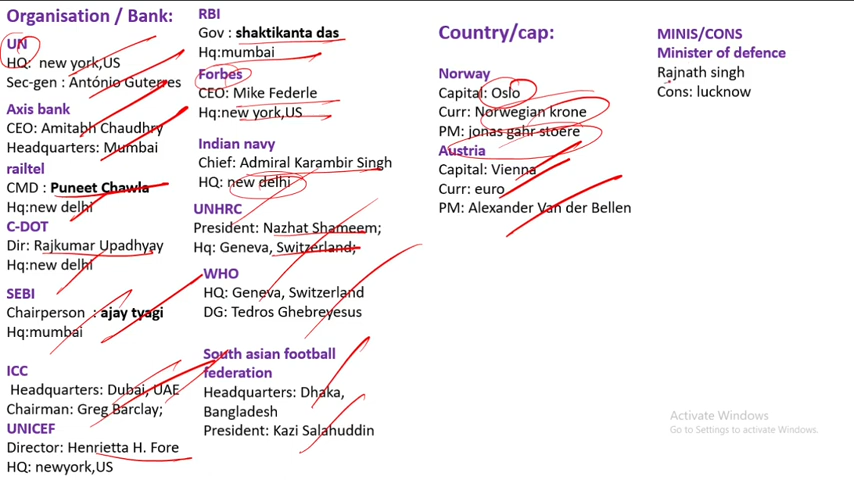 Organisation / Bank:
UN
HQ: new york,US
Sec-gen : António Guterres
Axis bank
CEO: Amitabh Chaudhry
Headquarters: Mumbai
railtel
CMD : Puneet Chawla
Hq:new delhi
C-DOT
Dir: Rajkumar Upadhyay
Hq:new delhi
SEBI
Chairperson : ajay tyagi
Hq:mumbai
ICC
Headquarters: Dubai, UAE
Chairman: Greg Barclay;
UNICEF
Director: Henrietta H. Fore
HQ: newyork,US
RBI
Gov : shaktikanta das
Hq:mumbai
Forbes
CEO: Mike Federle
Hq:new york,US
Indian navy
Chief: Admiral Karambir Singh
HQ: new delhi
UNHRC
President: Nazhat Shameem;
Hq: Geneva, Switzerland;
WHO
HQ: Geneva, Switzerland
DG: Tedros Ghebreyesus
South asian football
federation
Headquarters: Dhaka,
Bangladesh
President: Kazi Salahuddin
Country/cap:
Norway
Capital: Oslo
Curr: Norwegian krone
PM: jonas gahr stoere
Austria
Capital: Vienna
Curr: euro
PM: Alexander Van der Bellen
MINIS/CONS
Minister of defence
Rajnath singh
Cons: lucknow
Activate Windows
Go to Settings to activate Windows.